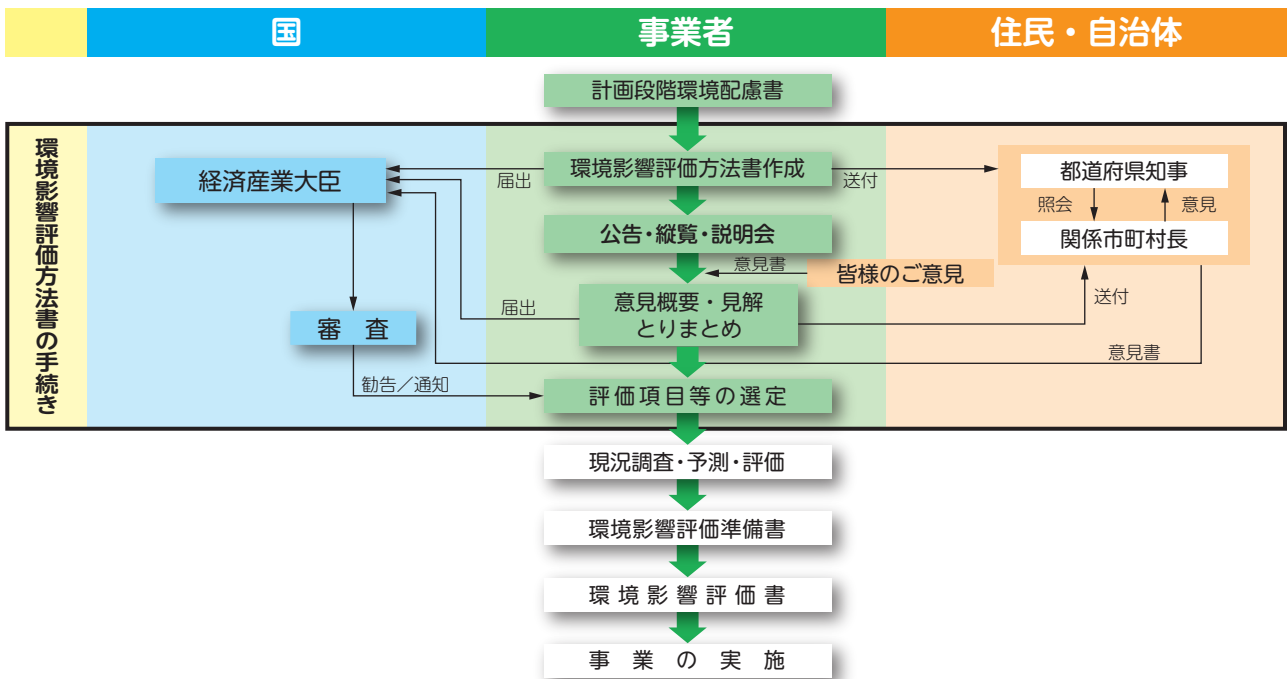 国
事業者
住民・自治体
計画段階環境配慮書
環境影響評価方法書の手続き
経済産業大臣
届出
環境影響評価方法書作成
送付
都道府県知事
照会
意見
関係市町村長
公告・縦覧・説明会
意見書
皆様のご意見
届出
意見概要・見解
とりまとめ
送付
審　査
意見書
勧告／通知
評価項目等の選定
現況調査・予測・評価
環境影響評価準備書
環境影響評価書
事業の実施